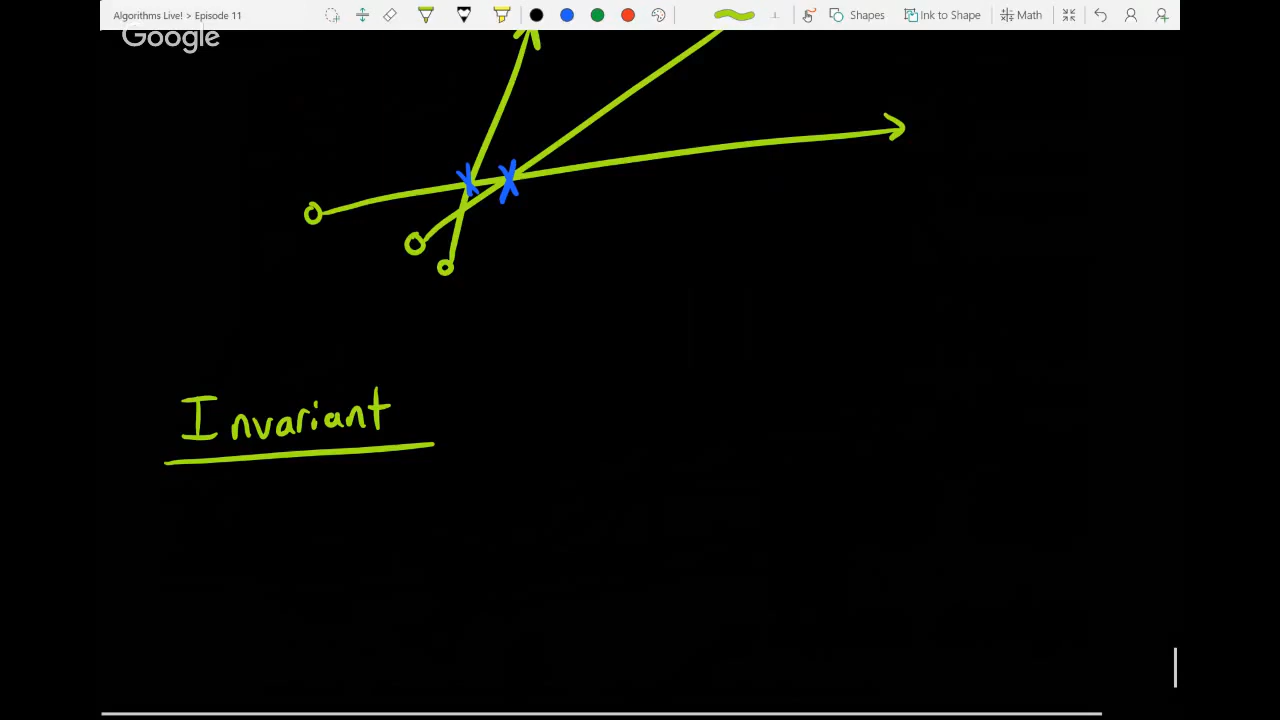 Algorithms Live! > Episode 11
Shapes
Ink to Shape
Math
Google
Invariant